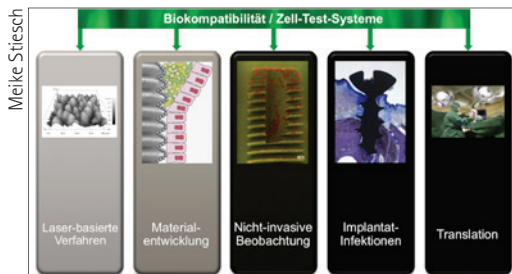 Meike Stiesch
Biokompatibilität / Zell-Test-Systeme
Laser-basierte
Verfahren
Material-
entwicklung
Nicht-invasive
Beobachtung
Implantat-
Infektionen
Translation